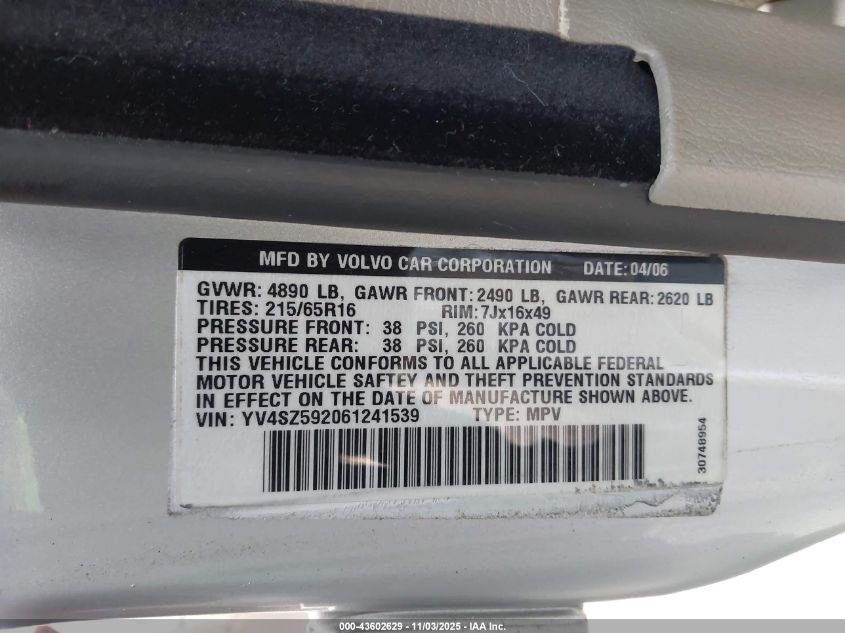 MFD BY VOLVO CAR CORPORATION DATE: 04/06
GVWR: 4890 LB, GAWR FRONT: 2490 LB, GAWR REAR: 2620 LB
TIRES: 215/65R16 RIM: 7Jx16x49
PRESSURE FRONT: 38 PSI, 260 KPA COLD
PRESSURE REAR: 38 PSI, 260 KPA COLD
THIS VEHICLE CONFORMS TO ALL APPLICABLE FEDERAL
MOTOR VEHICLE SAFTEY AND THEFT PREVENTION STANDARDS
IN EFFECT ON THE DATE OF MANUFACTURE SHOWN ABOVE.
VIN: YV4SZ592061241539 TYPE: MPV
30748954
000-43602629 - 11/03/2025 - IAA Inc.